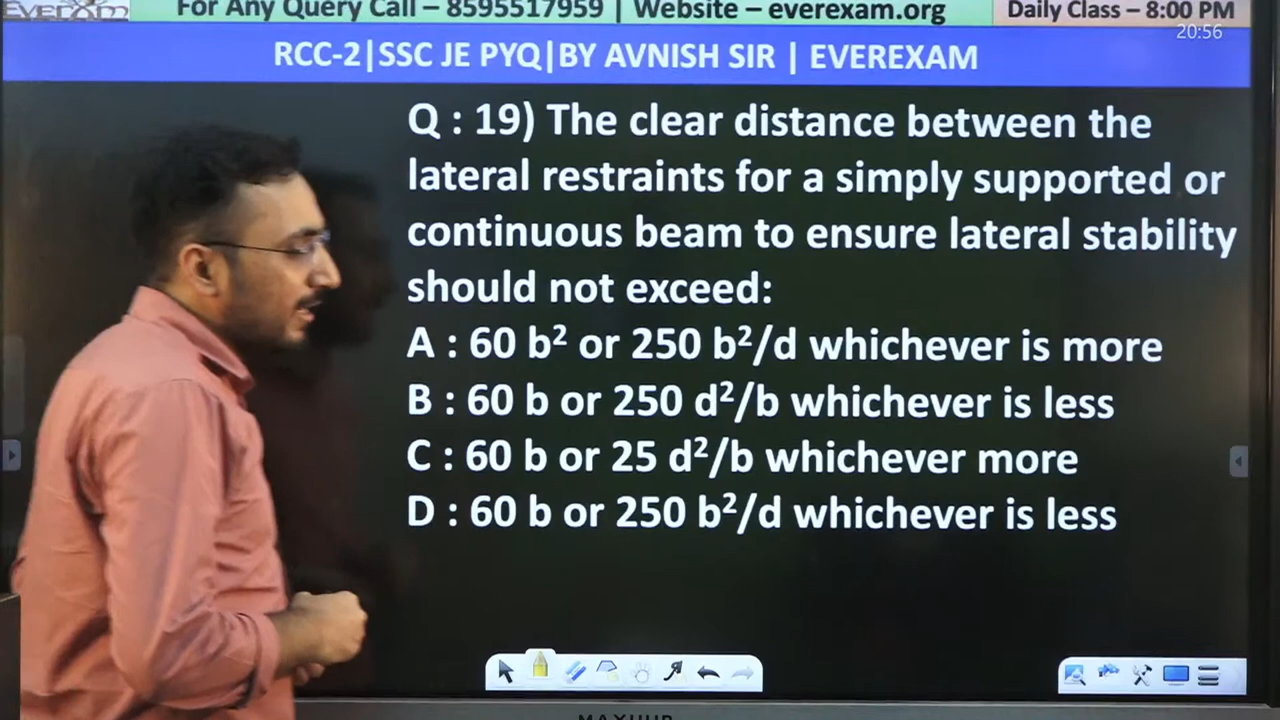 For Any Query Call – 8595517959 | Website – everexam.org
Daily Class – 8:00 PM
20:56
RCC-2|SSC JE PYQ|BY AVNISH SIR | EVEREXAM
Q : 19) The clear distance between the
lateral restraints for a simply supported or
continuous beam to ensure lateral stability
should not exceed:
A : 60 b² or 250 b²/d whichever is more
B : 60 b or 250 d²/b whichever is less
C : 60 b or 25 d²/b whichever more
D : 60 b or 250 b²/d whichever is less